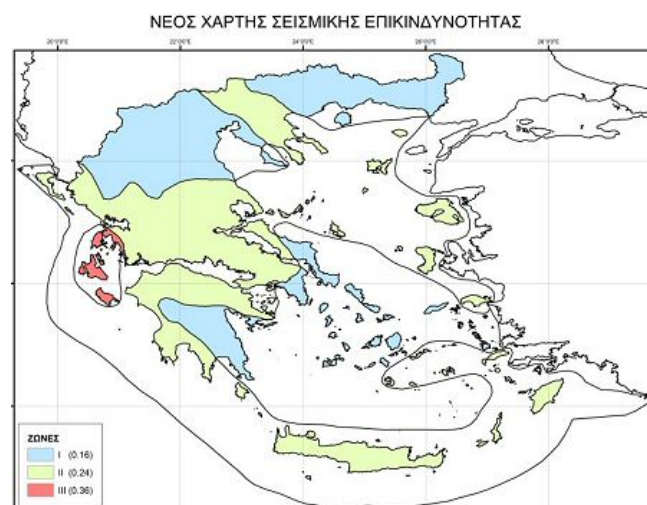 ΝΕΟΣ ΧΑΡΤΗΣ ΣΕΙΣΜΙΚΗΣ ΕΠΙΚΙΝΔΥΝΟΤΗΤΑΣ
ΖΩΝΕΣ
I (0.16)
II (0.24)
III (0.36)